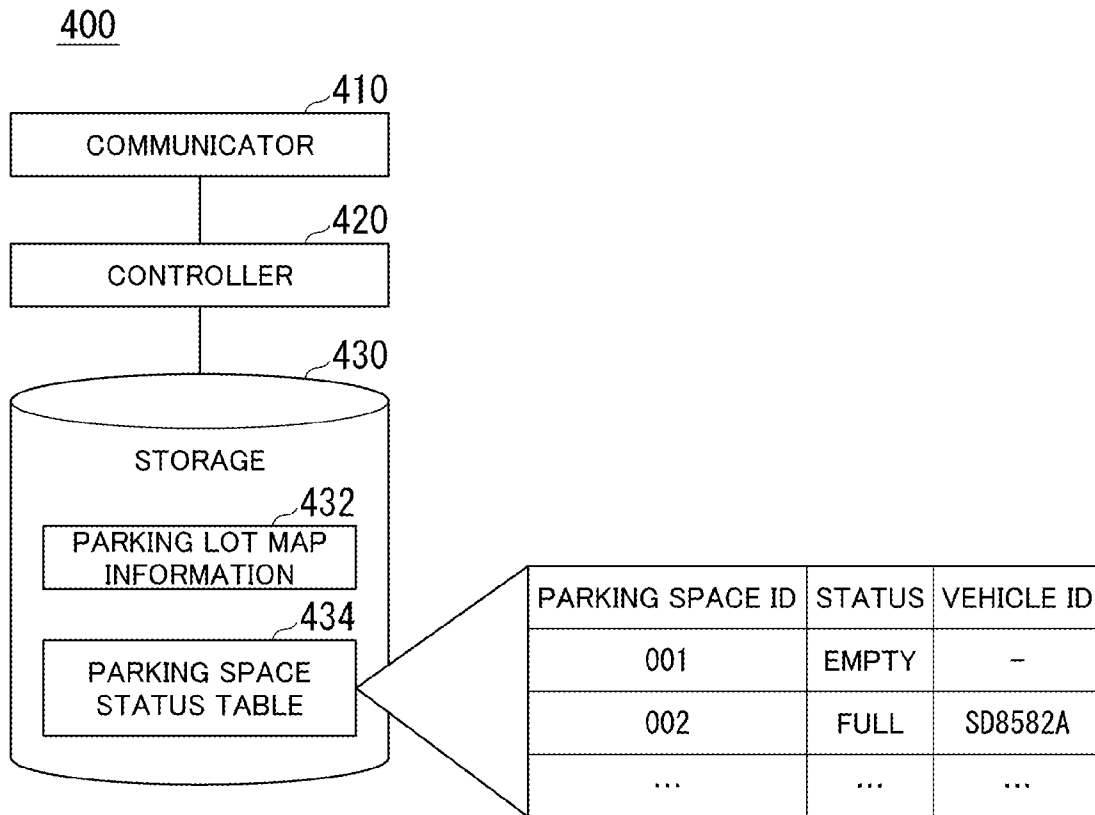 400
410
COMMUNICATOR
420
CONTROLLER
430
STORAGE
432
PARKING LOT MAP
INFORMATION
434
PARKING SPACE
STATUS TABLE
PARKING SPACE ID STATUS VEHICLE ID
001 EMPTY –
002 FULL SD8582A
... ... ...